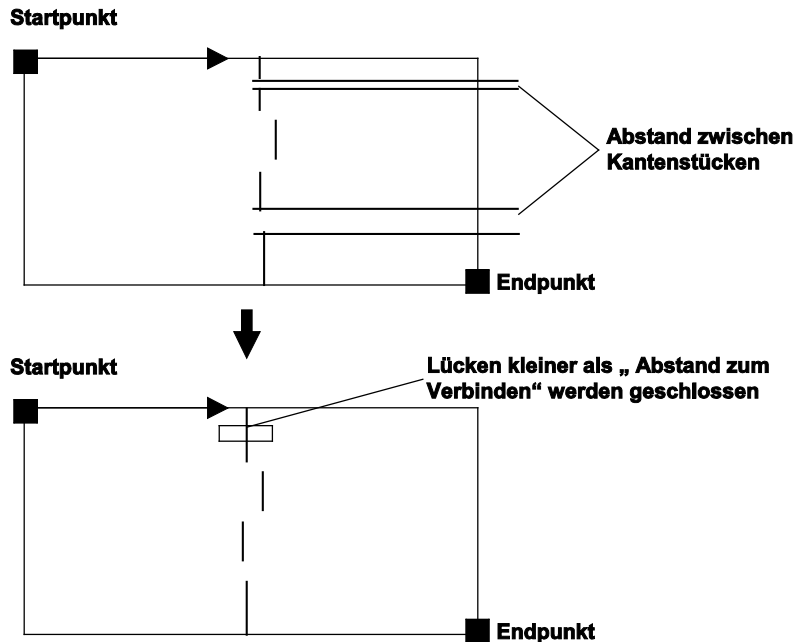 Startpunkt
Abstand zwischen
Kantenstücken
Endpunkt
Startpunkt
Lücken kleiner als „ Abstand zum
Verbinden“ werden geschlossen
Endpunkt